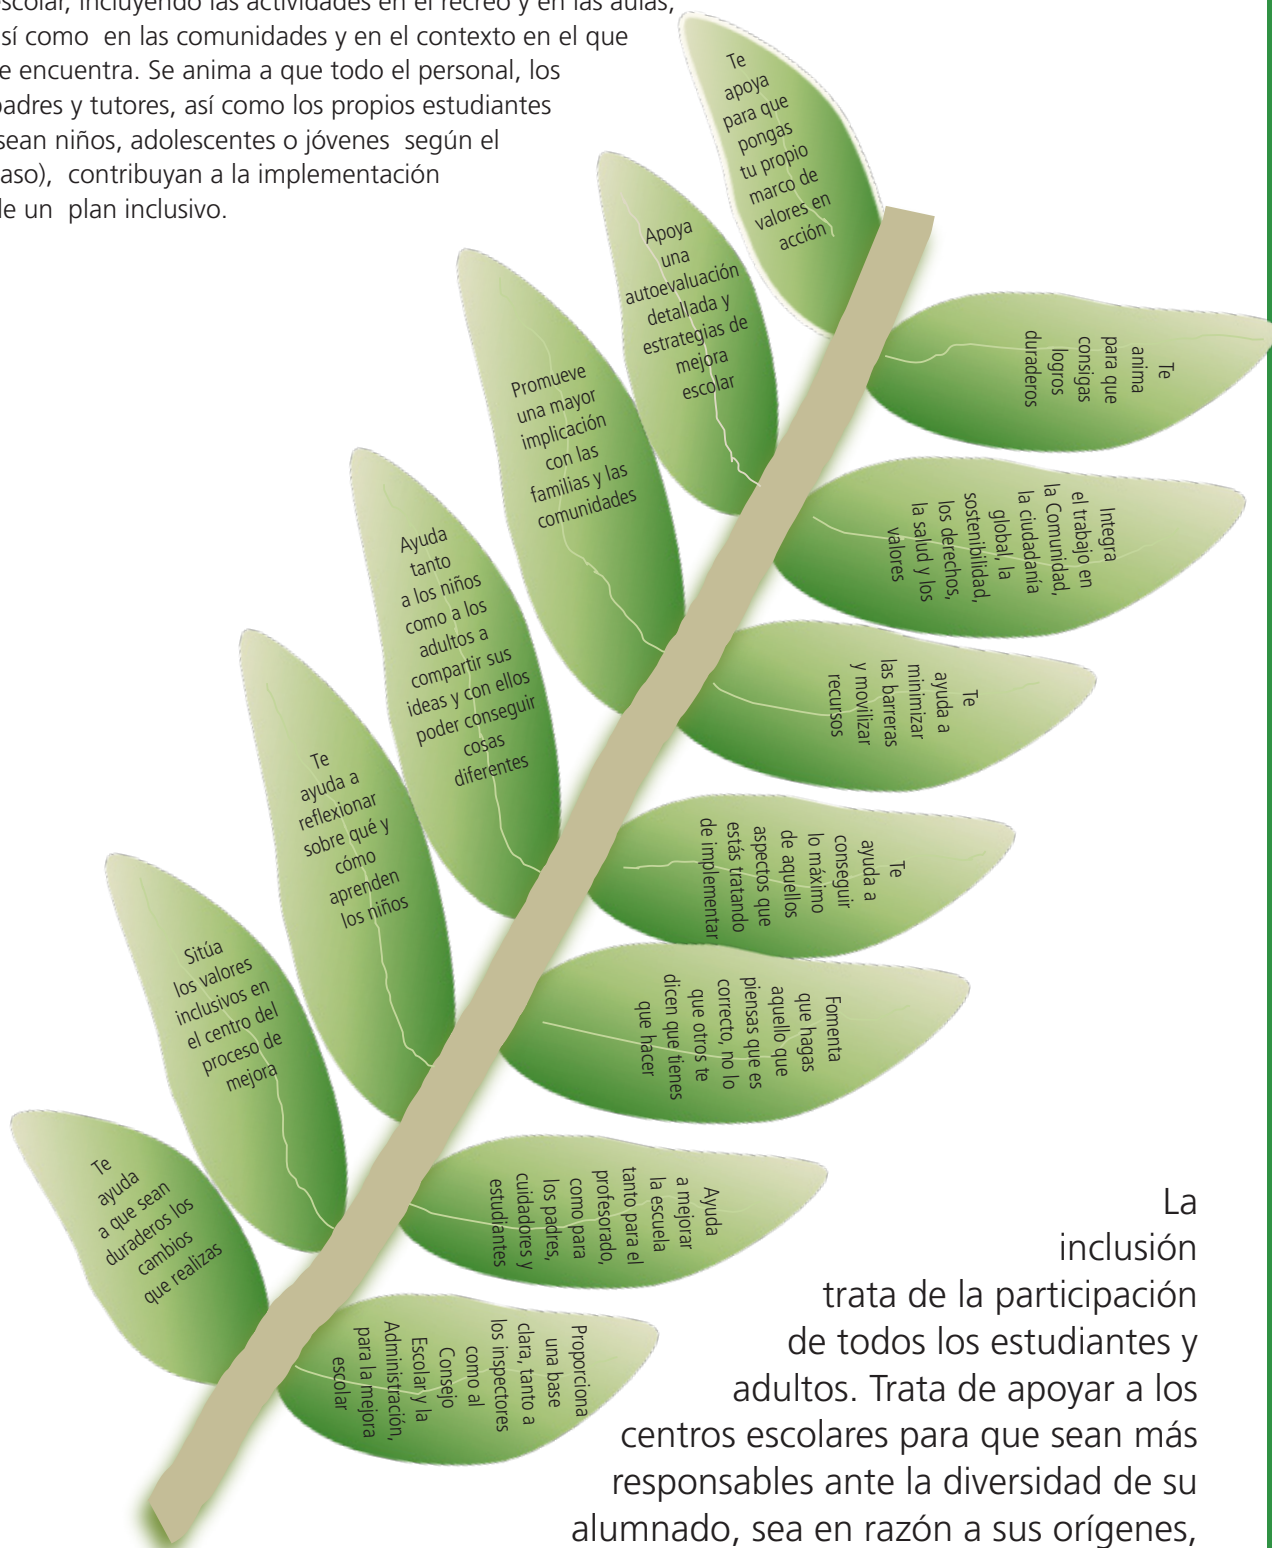 escolar, incluyendo las actividades en el recreo y en las aulas,
así como en las comunidades y en el contexto en el que
se encuentra. Se anima a que todo el personal, los
padres y tutores, así como los propios estudiantes
sean niños, adolescentes o jóvenes según el
caso), contribuyan a la implementación
de un plan inclusivo.
Te
apoya
para que
pongas
tu propio
marco de
valores en
acción
Apoya
una
autoevaluación
detallada y
estrategias de
mejora
escolar
Promueve
una mayor
implicación
con las
familias y las
comunidades
Ayuda
tanto
a los niños
como a los
adultos a
compartir sus
ideas y con ellos
poder conseguir
cosas
diferentes
Te
ayuda a
reflexionar
sobre qué y
cómo
aprenden
los niños
Sitúa
los valores
inclusivos en
el centro del
proceso de
mejora
Te
ayuda
a que sean
duraderos los
cambios
que realizas
Te
anima
para que
consigas
logros
duraderos
Integra
el trabajo en
la Comunidad,
la ciudadanía
global, la
sostenibilidad,
los derechos,
la salud y los
valores
Te
ayuda a
minimizar
las barreras
y movilizar
recursos
Te
ayuda a
conseguir
lo máximo
de aquellos
aspectos que
estás tratando
de implementar
Fomenta
que hagas
aquello que
piensas que es
correcto, no lo
que otros te
dicen que tienes
que hacer
Ayuda
a mejorar
la escuela
tanto para el
profesorado,
como para
los padres,
cuidadores y
estudiantes
Proporciona
una base
clara, tanto a
los inspectores
como al
Consejo
Escolar y la
Administración,
para la mejora
escolar
La
inclusión
trata de la participación
de todos los estudiantes y
adultos. Trata de apoyar a los
centros escolares para que sean más
responsables ante la diversidad de su
alumnado, sea en razón a sus orígenes,